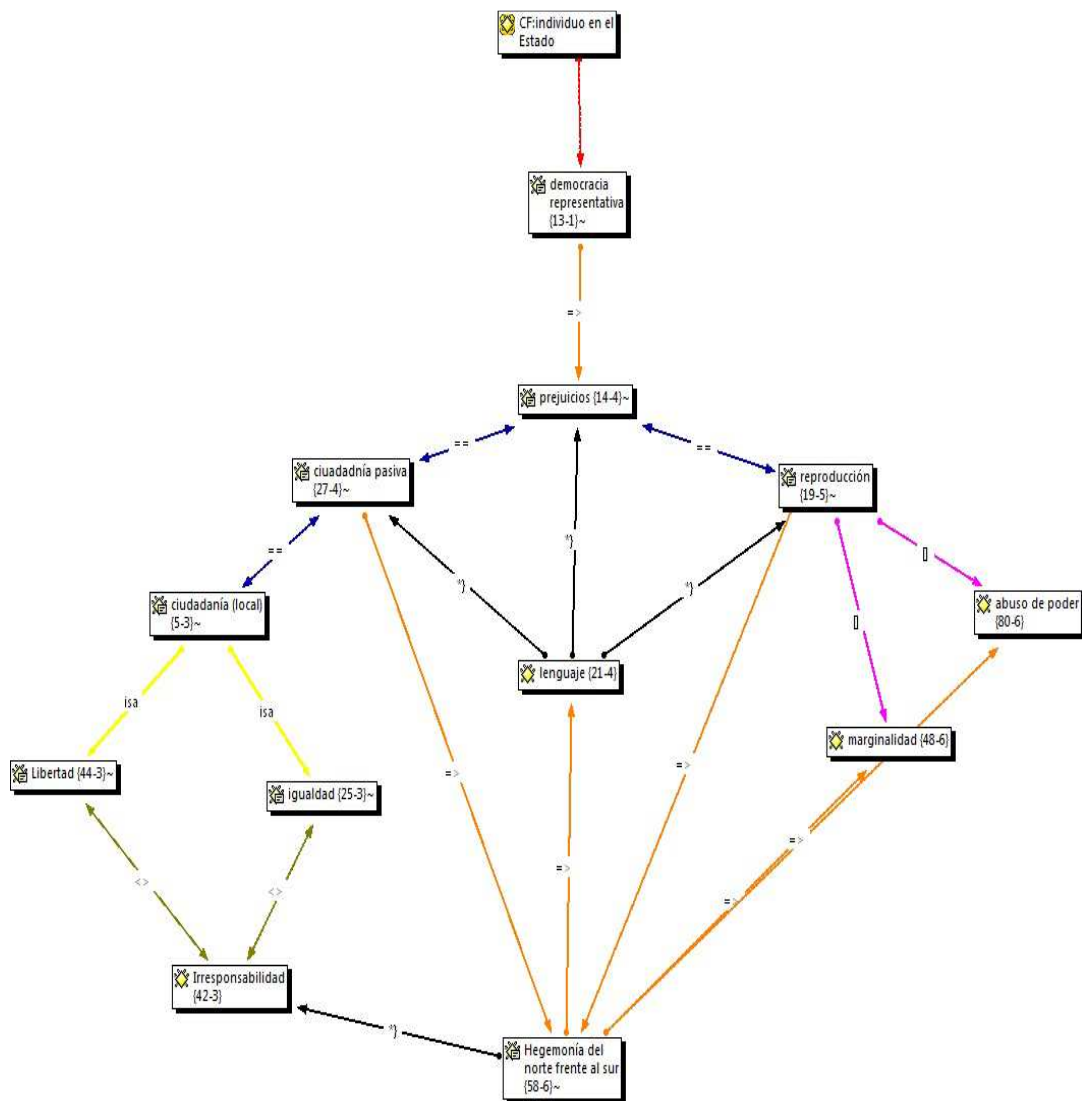 CF:individuo en el
Estado
democracia
representativa
{13-1}~
=>
prejuicios {14-4}~
==
==
ciuadadnía pasiva
{27-4}~
reproducción
{19-5}~
==
*}
*}
*}
[]
[]
ciudadanía (local)
{5-3}~
abuso de poder
{80-6}
lenguaje {21-4}
isa
isa
marginalidad {48-6}
Libertad {44-3}~
igualdad {25-3}~
=>
=>
=>
=>
=>
<>
<>
Irresponsabilidad
{42-3}
*}
Hegemonía del
norte frente al sur
{58-6}~